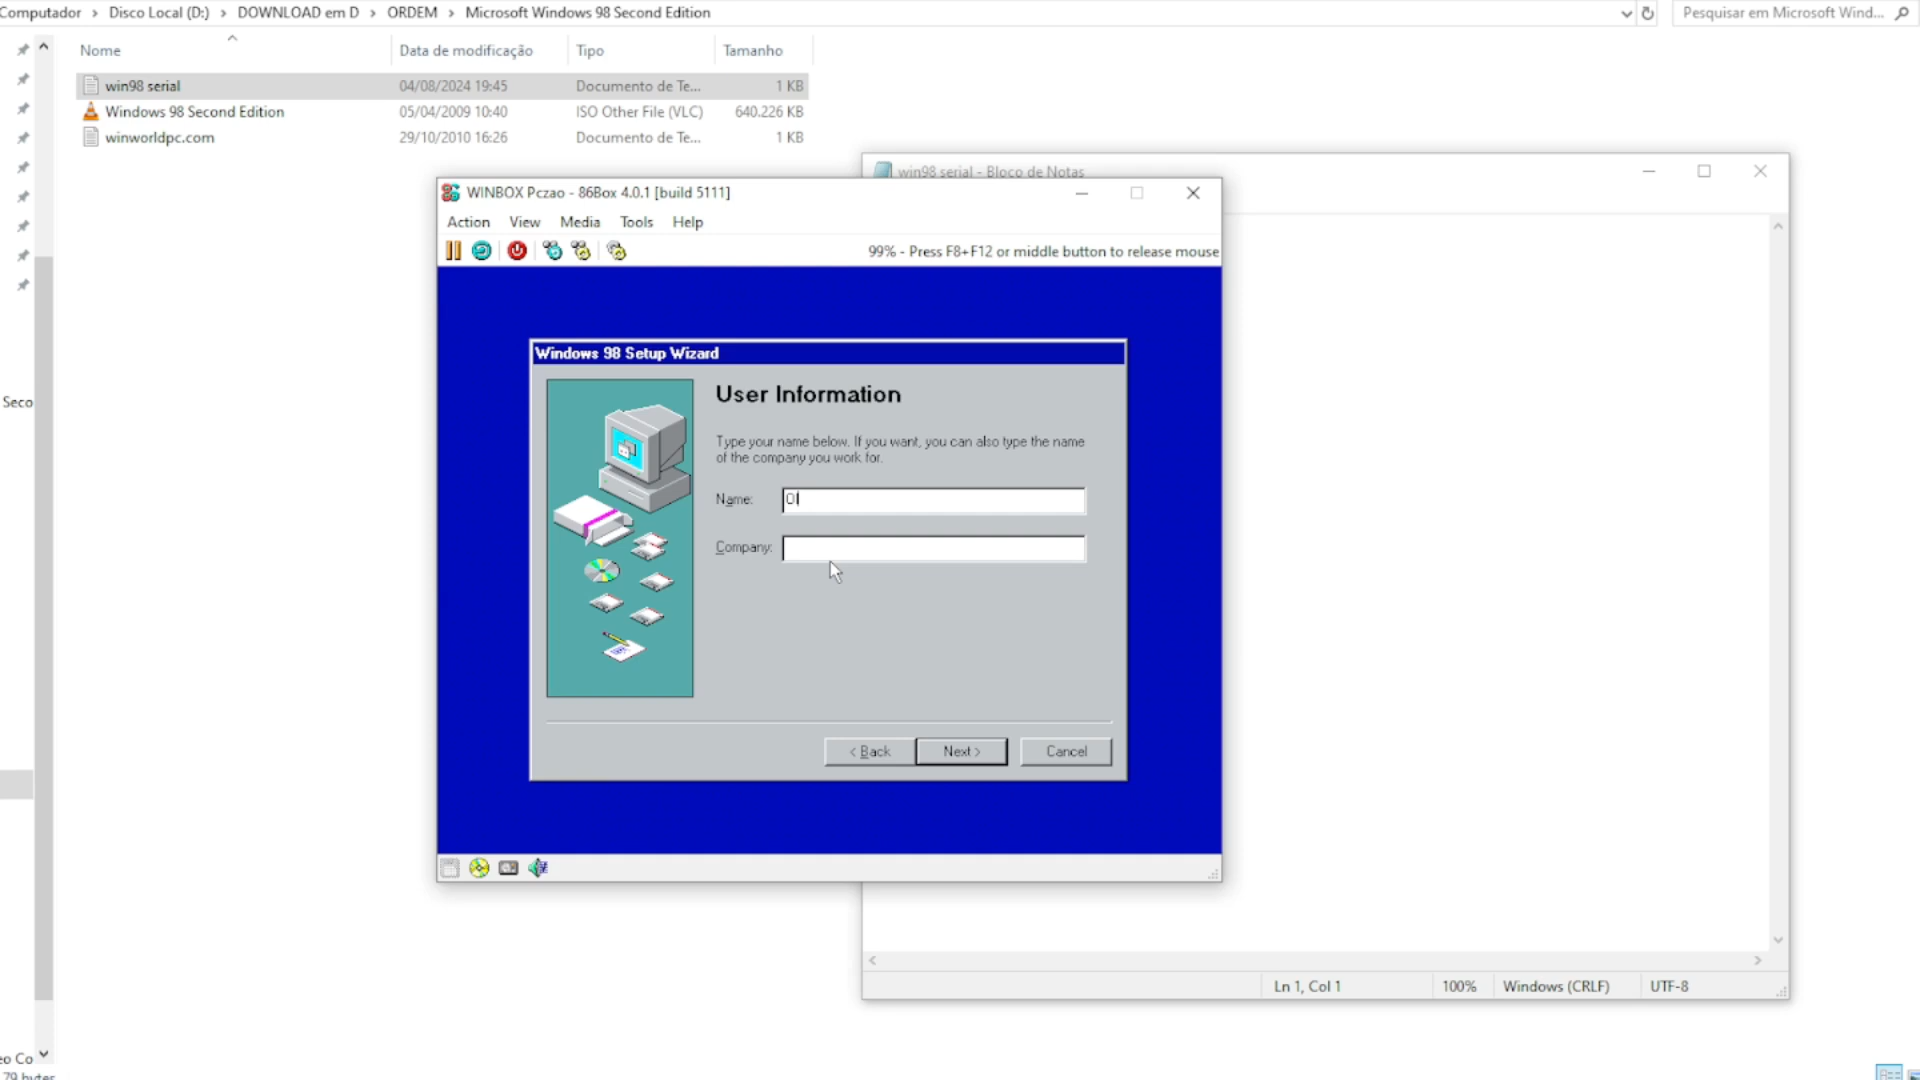 Computador > Disco Local (D:) > DOWNLOAD em D > ORDEM > Microsoft Windows 98 Second Edition
Pesquisar em Microsoft Wind...
Nome
Data de modificação
Tipo
Tamanho
win98 serial 04/08/2024 19:45 Documento de Te... 1 KB
Windows 98 Second Edition 05/04/2009 10:40 ISO Other File (VLC) 640.226 KB
winworldpc.com 29/10/2010 16:26 Documento de Te... 1 KB
win98 serial - Bloco de Notas
WINBOX Pczao - 86Box 4.0.1 [build 5111]
Action View Media Tools Help
99% - Press F8+F12 or middle button to release mouse
Windows 98 Setup Wizard
User Information
Type your name below. If you want, you can also type the name
of the company you work for.
Name:
Company:
< Back
Next >
Cancel
Seco
Ln 1, Col 1
100%
Windows (CRLF)
UTF-8
eo Co
79 bytes